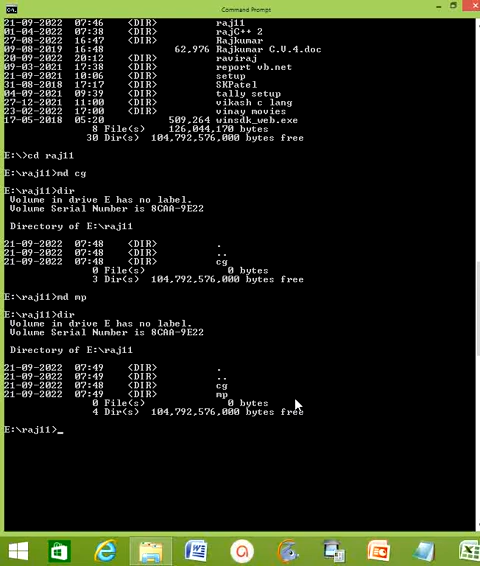 Command Prompt
21-09-2022  07:46    <DIR>          raj11
01-04-2022  07:38    <DIR>          rajC++ 2
27-08-2022  16:47    <DIR>          Rajkumar
09-08-2019  16:48            62,976 Rajkumar C.V.4.doc
20-09-2022  20:12    <DIR>          raviraj
09-03-2021  17:38    <DIR>          report vb.net
21-09-2021  10:06    <DIR>          setup
31-08-2018  17:17    <DIR>          SKPatel
04-09-2021  09:39    <DIR>          tally setup
27-12-2021  11:00    <DIR>          vikash c lang
23-02-2022  17:00    <DIR>          vinay movies
17-05-2018  05:20           509,264 winsdk_web.exe
8 File(s)    126,044,170 bytes
30 Dir(s)  104,792,576,000 bytes free
E:\>cd raj11
E:\raj11>md cg
E:\raj11>dir
Volume in drive E has no label.
Volume Serial Number is 8CAA-9E22
Directory of E:\raj11
21-09-2022  07:48    <DIR>          .
21-09-2022  07:48    <DIR>          ..
21-09-2022  07:48    <DIR>          cg
0 File(s)              0 bytes
3 Dir(s)  104,792,576,000 bytes free
E:\raj11>md mp
E:\raj11>dir
Volume in drive E has no label.
Volume Serial Number is 8CAA-9E22
Directory of E:\raj11
21-09-2022  07:49    <DIR>          .
21-09-2022  07:49    <DIR>          ..
21-09-2022  07:48    <DIR>          cg
21-09-2022  07:49    <DIR>          mp
0 File(s)              0 bytes
4 Dir(s)  104,792,576,000 bytes free
E:\raj11>_